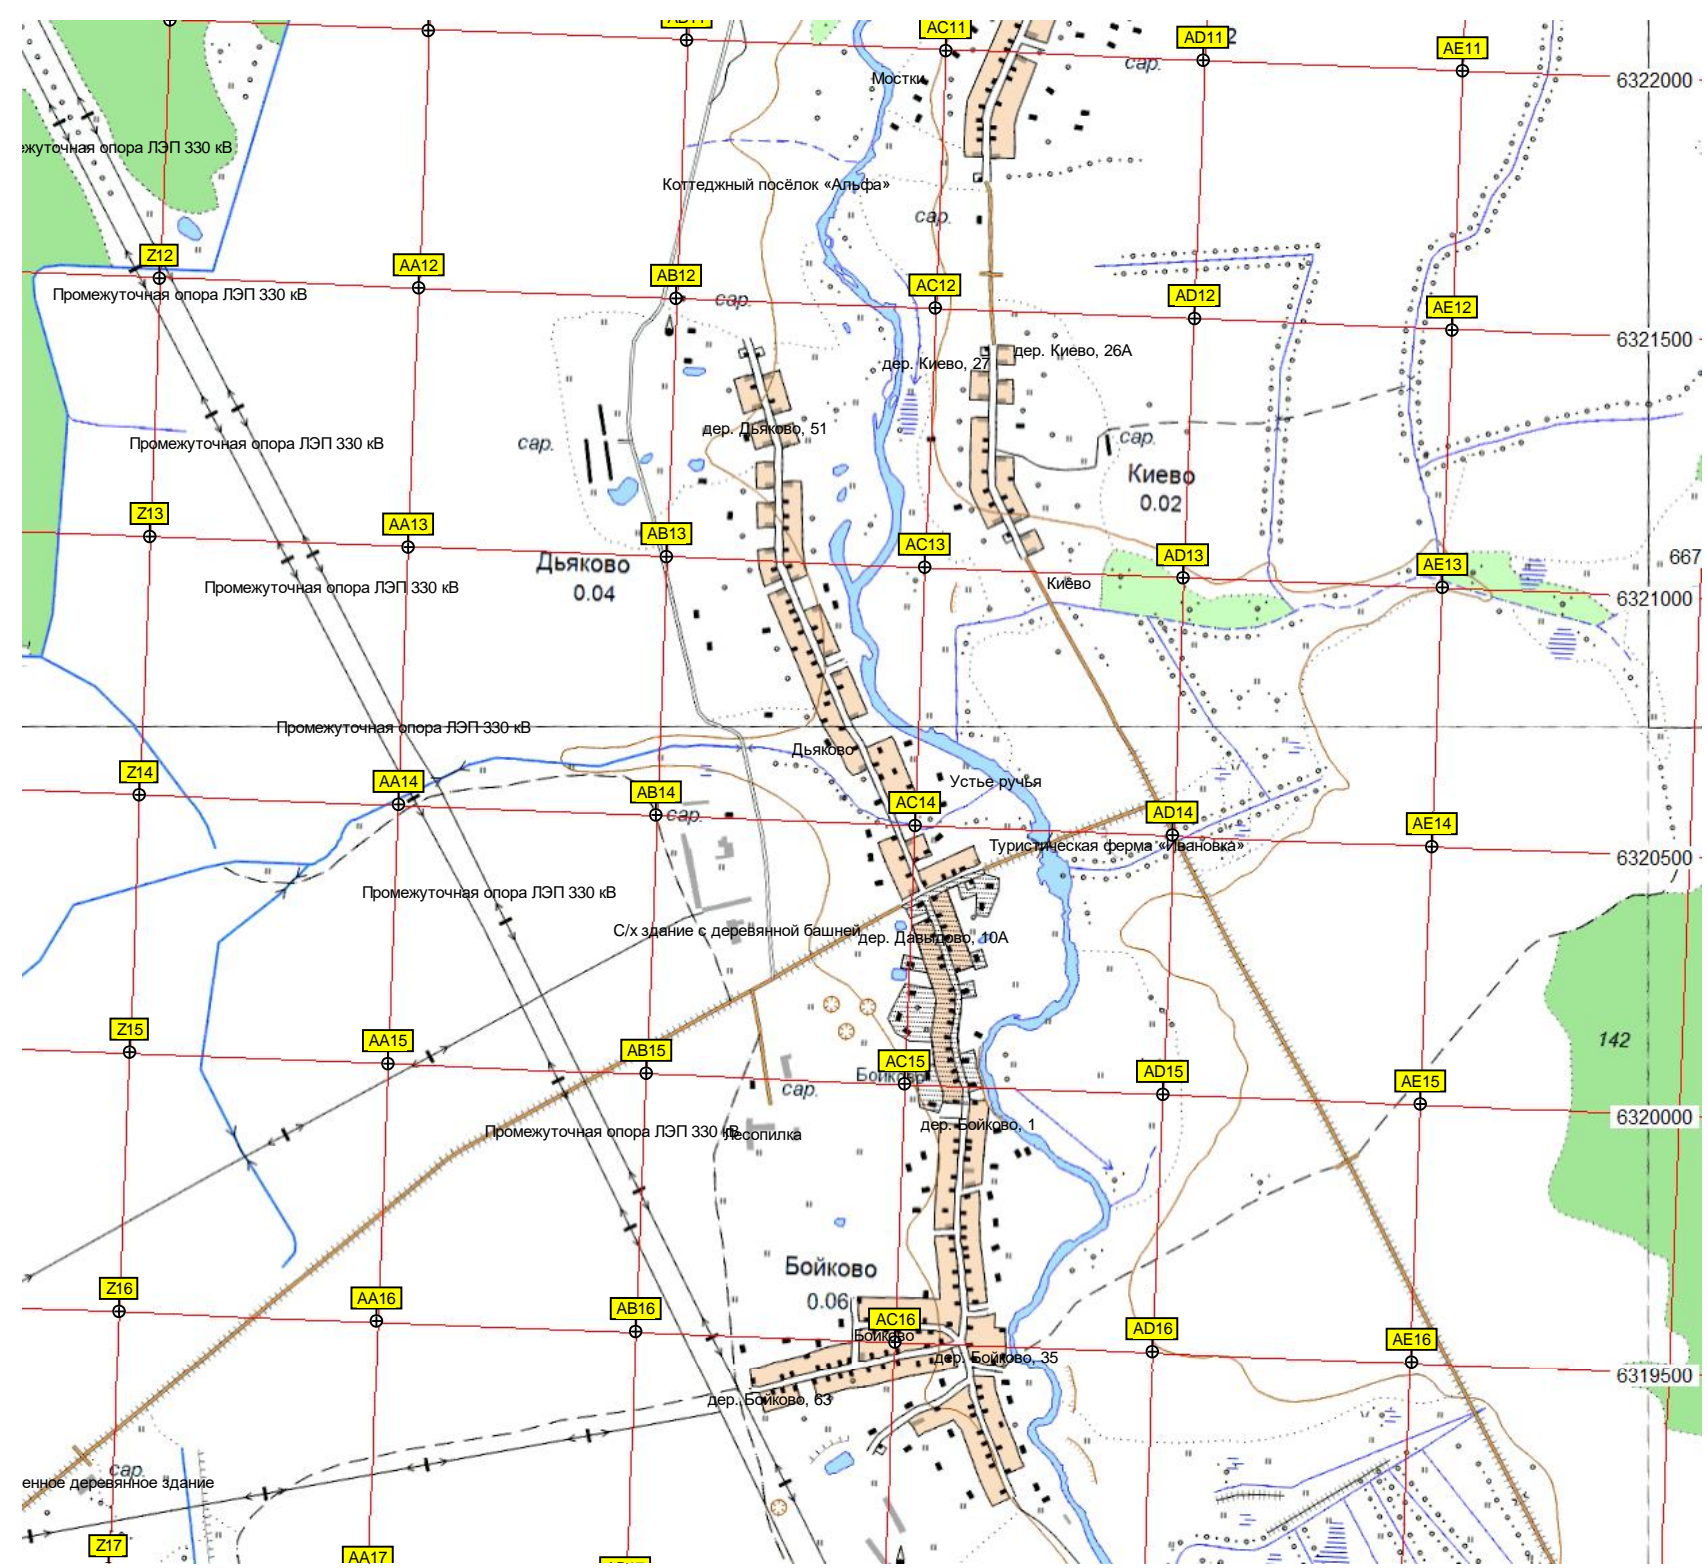 AC11
AD11
2
AE11
сар.
Мостки
6322000
Промежуточная опора ЛЭП 330 кВ
Коттеджный посёлок «Альфа»
сар.
Z12
AA12
AB12
AC12
AD12
AE12
Промежуточная опора ЛЭП 330 кВ
сар.
6321500
дер. Киево, 27
дер. Киево, 26А
дер. Дьяково, 51
Промежуточная опора ЛЭП 330 кВ
сар.
сар.
Киево
0.02
Z13
AA13
AB13
AC13
AD13
AE13
667
Дьяково
0.04
Промежуточная опора ЛЭП 330 кВ
Киево
6321000
Промежуточная опора ЛЭП 330 кВ
Дьяково
Z14
AA14
AB14
AC14
AD14
AE14
Устье ручья
сар.
Туристическая ферма «Ивановка»
6320500
Промежуточная опора ЛЭП 330 кВ
С/х здание с деревянной башней
дер. Давыдово, 10А
142
Z15
AA15
AB15
AC15
AD15
AE15
Бойково
сар.
6320000
дер. Бойково, 1
Промежуточная опора ЛЭП 330 кВ
Лесопилка
Бойково
0.06
Z16
AA16
AB16
AC16
AD16
AE16
Бойково
дер. Бойково, 35
6319500
дер. Бойково, 63
сар.
енное деревянное здание
Z17
AA17